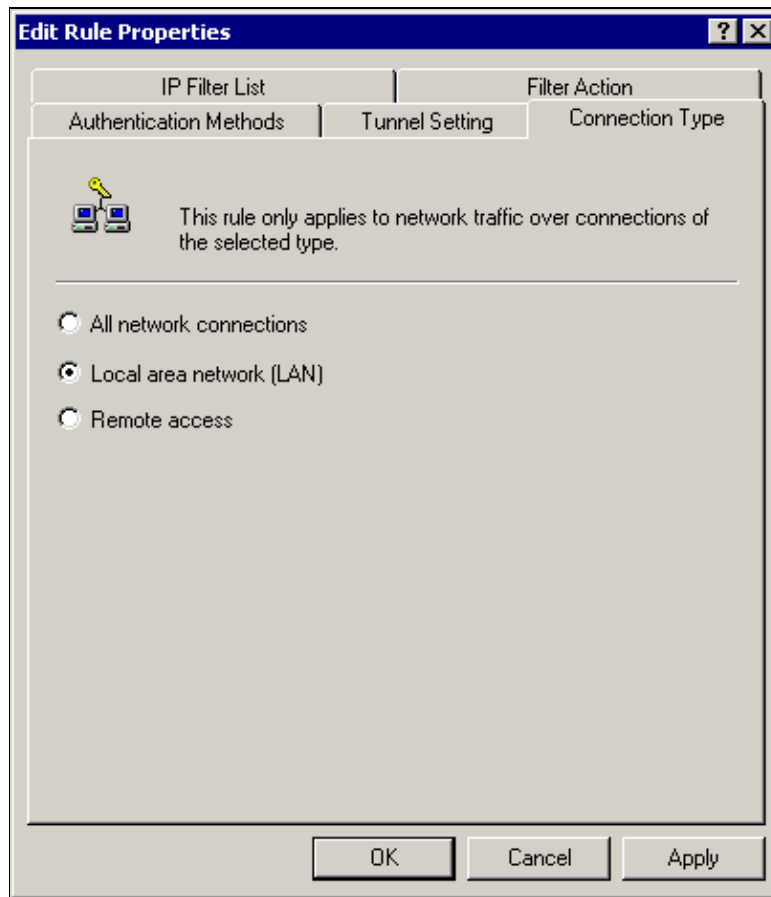 Edit Rule Properties
IP Filter List
Filter Action
Authentication Methods
Tunnel Setting
Connection Type
This rule only applies to network traffic over connections of
the selected type.
All network connections
Local area network (LAN)
Remote access
OK
Cancel
Apply